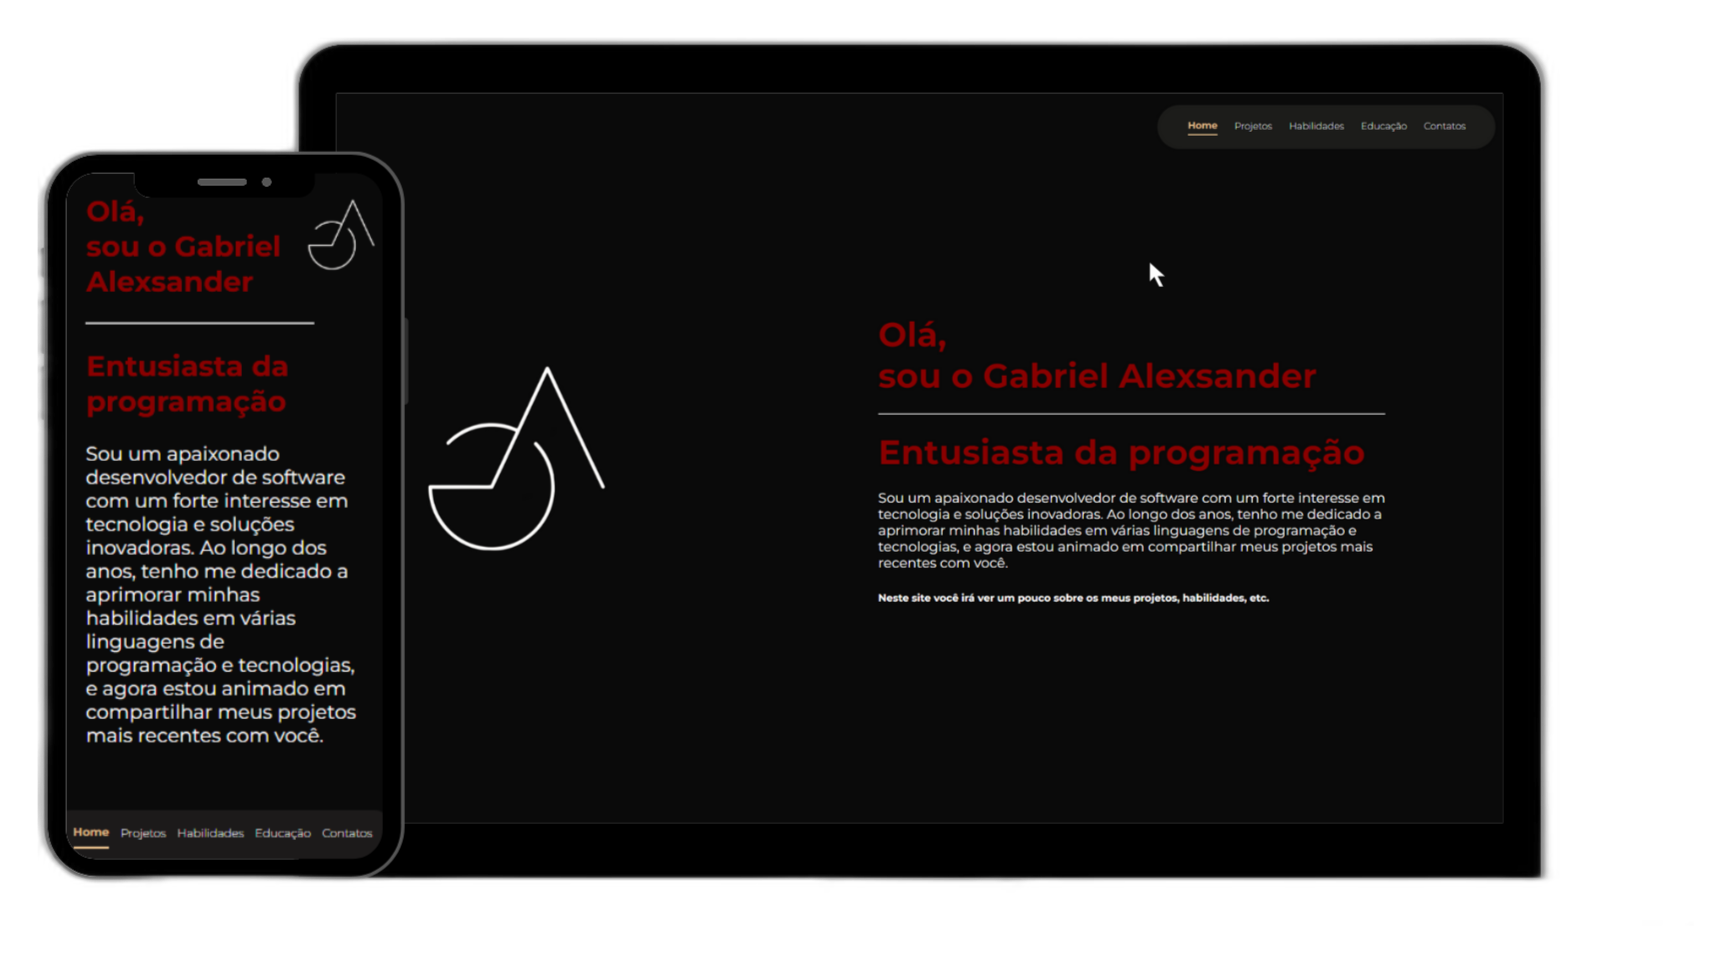 Home Projetos Habilidades Educação Contatos
Olá,
sou o Gabriel Alexsander
Entusiasta da programação
Sou um apaixonado desenvolvedor de software com um forte interesse em
tecnologia e soluções inovadoras. Ao longo dos anos, tenho me dedicado a
aprimorar minhas habilidades em várias linguagens de programação e
tecnologias, e agora estou animado em compartilhar meus projetos mais
recentes com você.
Neste site você irá ver um pouco sobre os meus projetos, habilidades, etc.
Olá,
sou o Gabriel
Alexsander
Entusiasta da
programação
Sou um apaixonado
desenvolvedor de software
com um forte interesse em
tecnologia e soluções
inovadoras. Ao longo dos
anos, tenho me dedicado a
aprimorar minhas
habilidades em várias
linguagens de
programação e tecnologias,
e agora estou animado em
compartilhar meus projetos
mais recentes com você.
Home Projetos Habilidades Educação Contatos